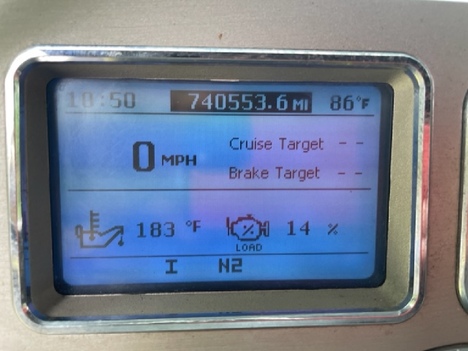 10:50 740553.6 MI 86°F
0 MPH
Cruise Target --
Brake Target --
183 °F % LOAD 14 %
I N2